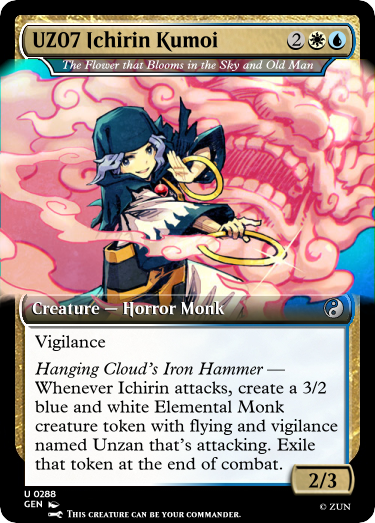 UZ07 Ichirin Kumoi 2
The Flower that Blooms in the Sky and Old Man
Creature — Horror Monk
Vigilance
Hanging Cloud's Iron Hammer —
Whenever Ichirin attacks, create a 3/2
blue and white Elemental Monk
creature token with flying and vigilance
named Unzan that's attacking. Exile
that token at the end of combat.
2/3
U 0288
GEN
THIS CREATURE CAN BE YOUR COMMANDER.
© ZUN